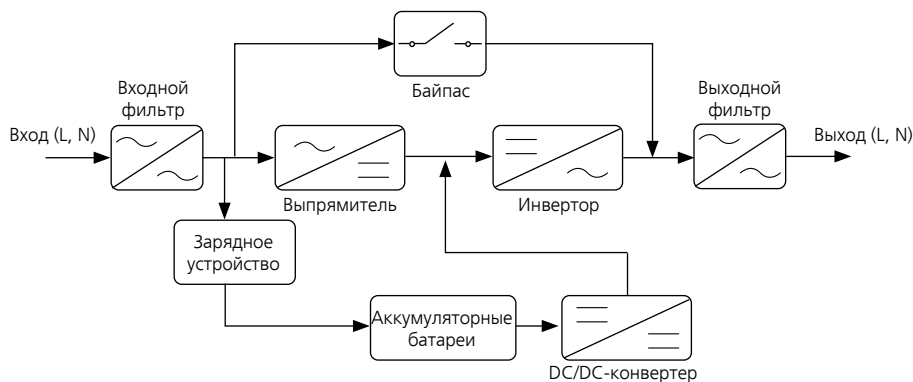 Байпас
Входной
фильтр
Выходной
фильтр
Вход (L, N)
Выход (L, N)
Выпрямитель
Инвертор
Зарядное
устройство
Аккумуляторные
батареи
DC/DC-конвертер